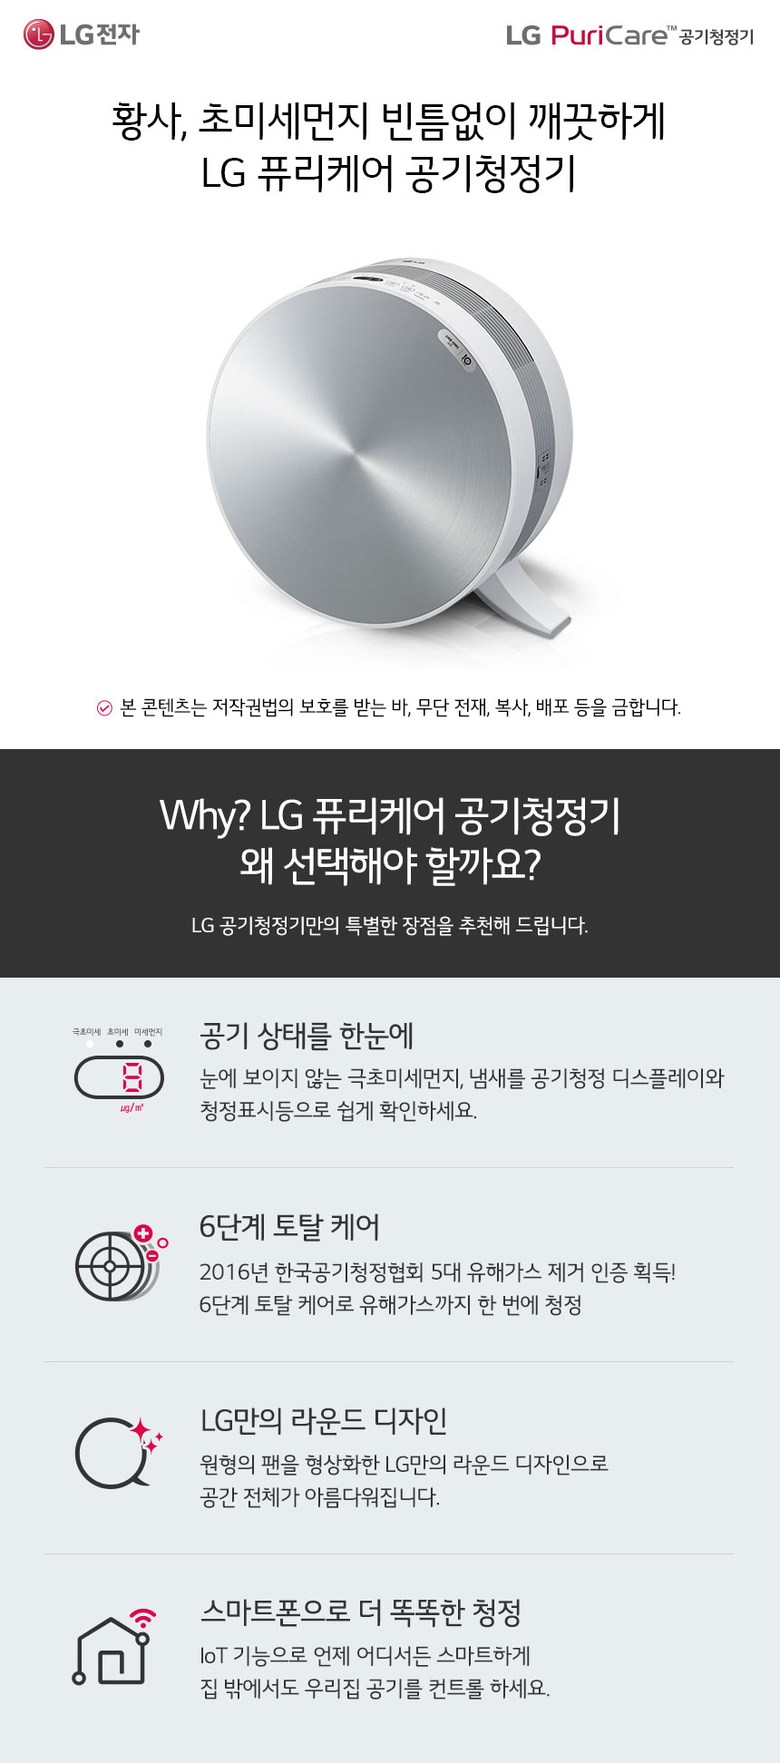 LG전자
LG PuriCare™ 공기청정기
황사, 초미세먼지 빈틈없이 깨끗하게
LG 퓨리케어 공기청정기
본 콘텐츠는 저작권법의 보호를 받는 바, 무단 전재, 복사, 배포 등을 금합니다.
Why? LG 퓨리케어 공기청정기
왜 선택해야 할까요?
LG 공기청정기만의 특별한 장점을 추천해 드립니다.
극초미세 초미세 미세먼지
8
㎍/㎥
공기 상태를 한눈에
눈에 보이지 않는 극초미세먼지, 냄새를 공기청정 디스플레이와
청정표시등으로 쉽게 확인하세요.
6단계 토탈 케어
2016년 한국공기청정협회 5대 유해가스 제거 인증 획득!
6단계 토탈 케어로 유해가스까지 한 번에 청정
LG만의 라운드 디자인
원형의 팬을 형상화한 LG만의 라운드 디자인으로
공간 전체가 아름다워집니다.
스마트폰으로 더 똑똑한 청정
IoT 기능으로 언제 어디서든 스마트하게
집 밖에서도 우리집 공기를 컨트롤 하세요.